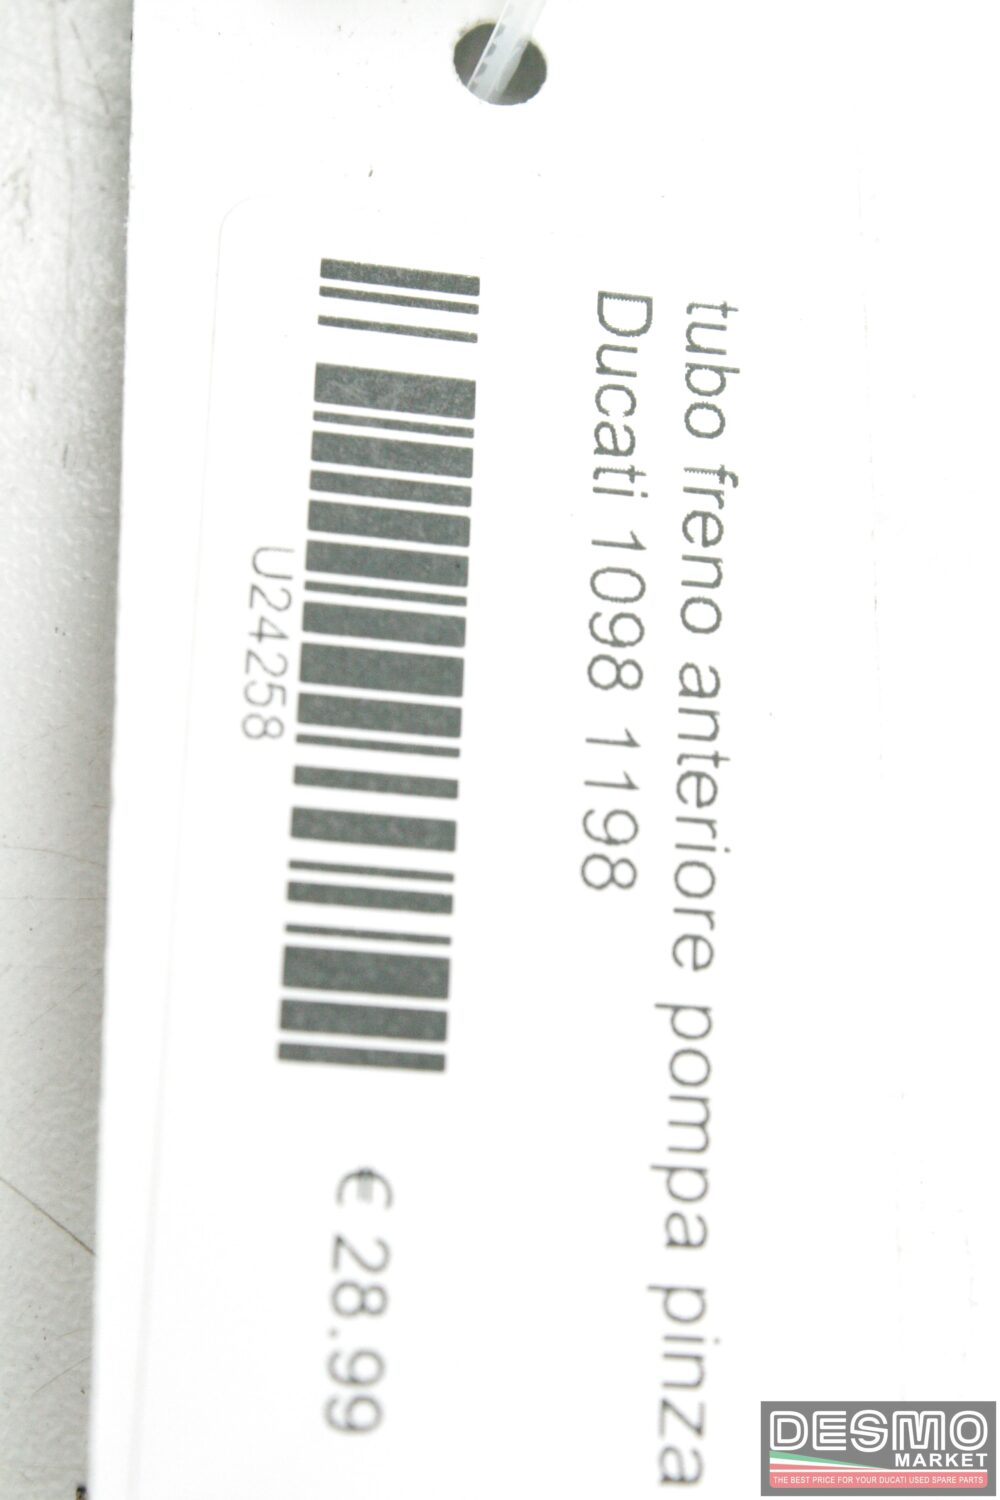 tubo freno anteriore pompa pinza
Ducati 1098 1198
U24258
€ 28.99
DESMO
MARKET
THE BEST PRICE FOR YOUR DUCATI USED SPARE PARTS